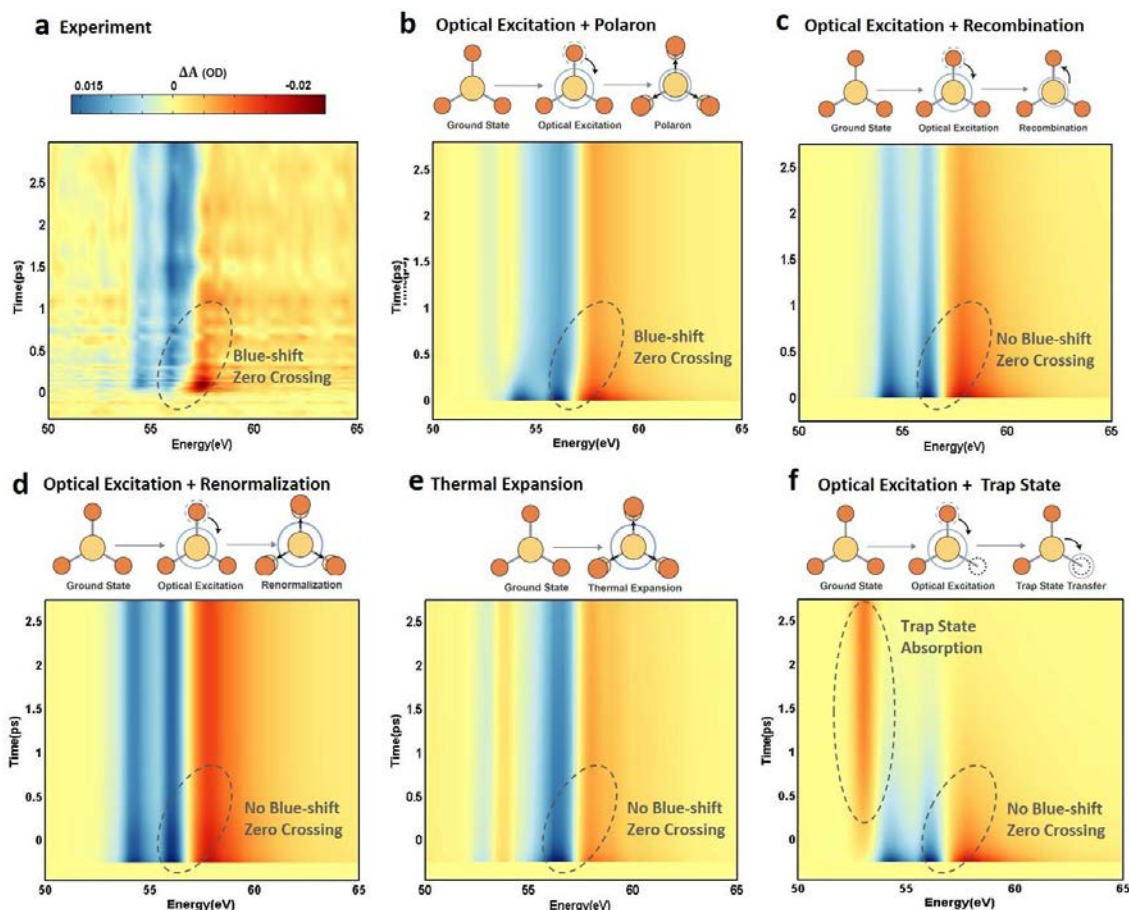 a Experiment
ΔA (OD)
0.015 0 -0.02
Time(ps)
2.5
2
1.5
1
0.5
0
Blue-shift
Zero Crossing
50 55 60 65
Energy(eV)
b Optical Excitation + Polaron
Ground State Optical Excitation Polaron
Time(ps)
2.5
2
1.5
1
0.5
0
Blue-shift
Zero Crossing
50 55 60 65
Energy(eV)
c Optical Excitation + Recombination
Ground State Optical Excitation Recombination
Time(ps)
2.5
2
1.5
1
0.5
0
No Blue-shift
Zero Crossing
50 55 60 65
Energy(eV)
d Optical Excitation + Renormalization
Ground State Optical Excitation Renormalization
Time(ps)
2.5
2
1.5
1
0.5
0
No Blue-shift
Zero Crossing
50 55 60 65
Energy(eV)
e Thermal Expansion
Ground State Thermal Expansion
Time(ps)
2.5
2
1.5
1
0.5
0
No Blue-shift
Zero Crossing
50 55 60 65
Energy(eV)
f Optical Excitation + Trap State
Ground State Optical Excitation Trap State Transfer
Time(ps)
2.5
2
1.5
1
0.5
0
Trap State
Absorption
No Blue-shift
Zero Crossing
50 55 60 65
Energy(eV)